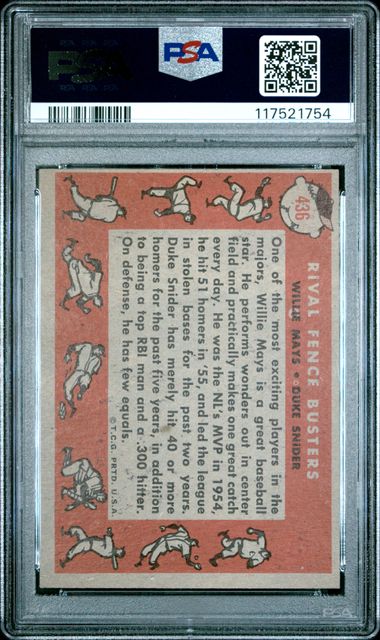 PSA
117521754
436
RIVAL FENCE BUSTERS
WILLIE MAYS • DUKE SNIDER
One of the most exciting players in the
majors, Willie Mays is a great baseball
star. He performs wonders out in center
field and practically makes one great catch
every day. He was the NL's MVP in 1954,
he hit 51 homers in '55, and led the league
in stolen bases for the past two years.
Duke Snider has merely hit 40 or more
homers for the past five years, in addition
to being a top RBI man and a .300 hitter.
On defense, he has few equals.
©T.C.G. PRTD. U.S.A.
PSA